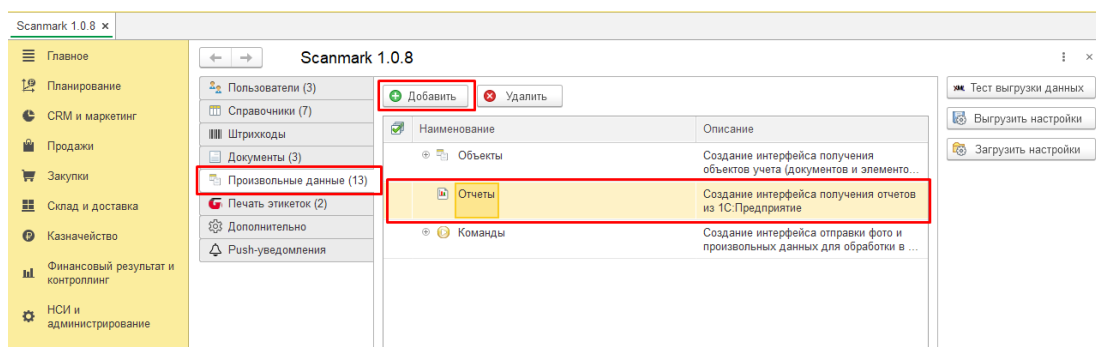 Scanmark 1.0.8 ×
Главное
Планирование
CRM и маркетинг
Продажи
Закупки
Склад и доставка
Казначейство
Финансовый результат и
контроллинг
НСИ и
администрирование
Scanmark 1.0.8
Пользователи (3)
Справочники (7)
Штрихкоды
Документы (3)
Произвольные данные (13)
Печать этикеток (2)
Дополнительно
Push-уведомления
Добавить
Удалить
Наименование
Описание
Объекты
Создание интерфейса получения
объектов учета (документов и элементо...
Отчеты
Создание интерфейса получения отчетов
из 1С:Предприятие
Команды
Создание интерфейса отправки фото и
произвольных данных для обработки в ...
XML Тест выгрузки данных
Выгрузить настройки
Загрузить настройки